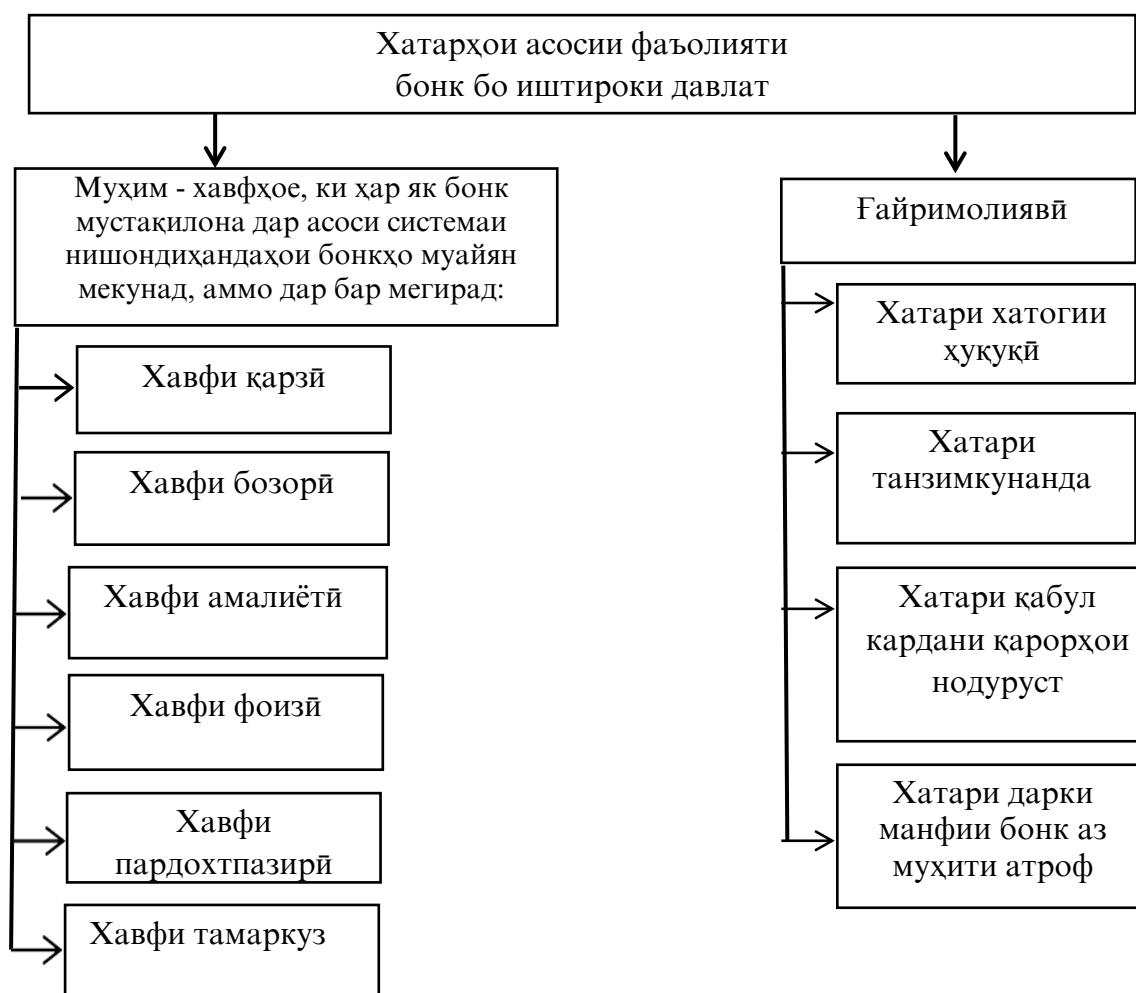 Хатарҳои асосии фаъолияти
бонк бо иштироки давлат
Муҳим - хавфҳое, ки ҳар як бонк
мустақилона дар асоси системаи
нишондиҳандаҳои бонкҳо муайян
мекунад, аммо дар бар мегирад:
Хавфи қарзӣ
Хавфи бозорӣ
Хавфи амалиётӣ
Хавфи фоизӣ
Хавфи
пардохтпазирӣ
Хавфи тамаркуз
Ғайримолиявӣ
Хатари хатогии
ҳуқуқӣ
Хатари
танзимкунанда
Хатари қабул
кардани қарорҳои
нодуруст
Хатари дарки
манфии бонк аз
муҳити атроф